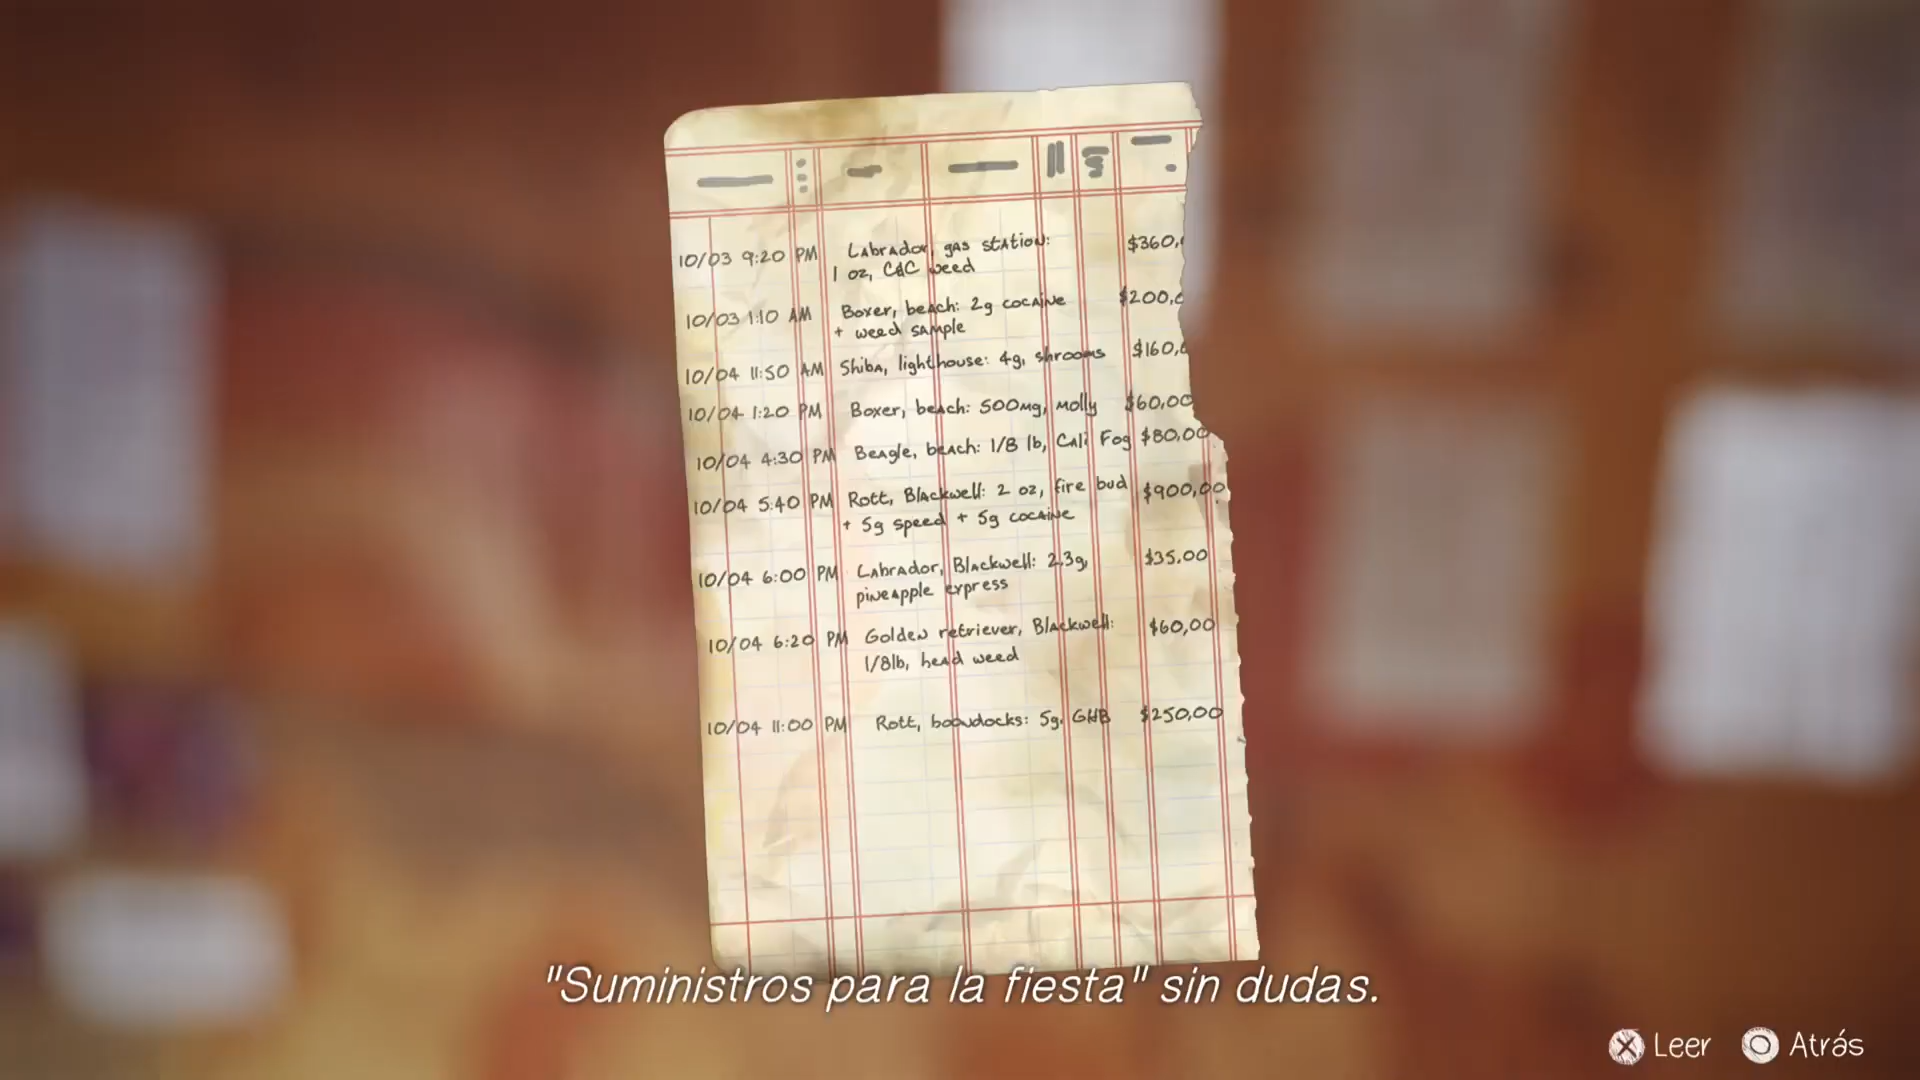 10/03 9:20 PM Labrador, gas station: $360,
1 oz, C&C weed
10/03 1:10 AM Boxer, beach: 2g cocaine $200,0
+ weed sample
10/04 11:50 AM Shiba, lighthouse: 4g, shrooms $160,0
10/04 1:20 PM Boxer, beach: 500mg, molly $60,00
10/04 4:30 PM Beagle, beach: 1/8 lb, Cali Fog $80,00
10/04 5:40 PM Rott, Blackwell: 2 oz, fire bud $900,00
+ 5g speed + 5g cocaine
10/04 6:00 PM Labrador, Blackwell: 2.3g, $35.00
pineapple express
10/04 6:20 PM Golden retriever, Blackwell: $60,00
1/8lb, head weed
10/04 11:00 PM Rott, boondocks: 5g, GHB $250,00
"Suministros para la fiesta" sin dudas.
Leer Atrás